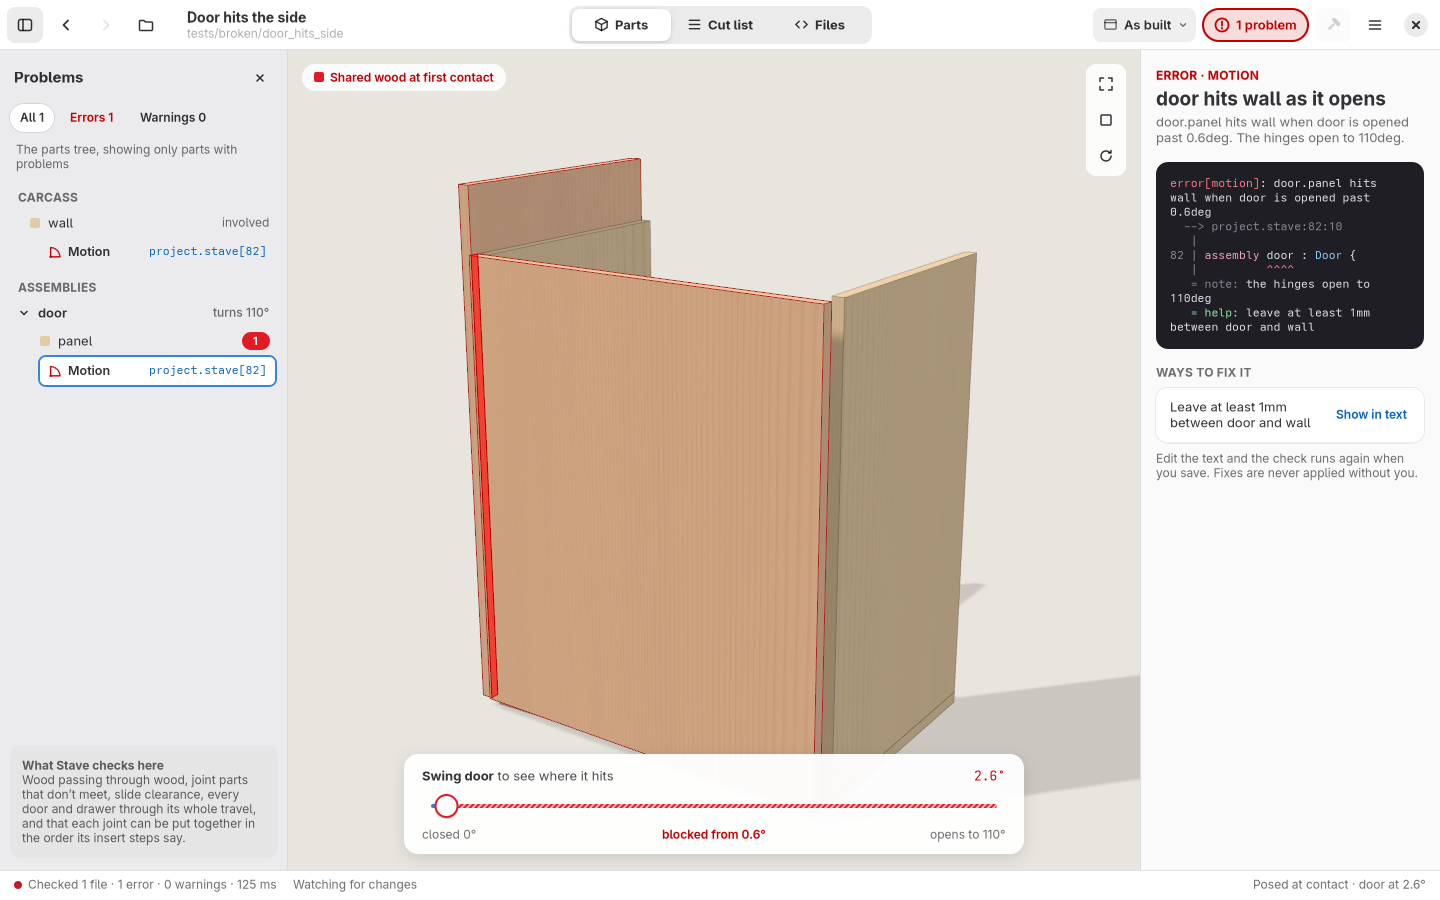 Door hits the side
tests/broken/door_hits_side
Parts
Cut list
Files
As built
1 problem
Problems
All 1
Errors 1
Warnings 0
The parts tree, showing only parts with
problems
CARCASS
wall
involved
Motion
project.stave[82]
ASSEMBLIES
door
turns 110°
panel
1
Motion
project.stave[82]
What Stave checks here
Wood passing through wood, joint parts
that don't meet, slide clearance, every
door and drawer through its whole travel,
and that each joint can be put together in
the order its insert steps say.
Shared wood at first contact
Swing door to see where it hits
2.6°
closed 0°
blocked from 0.6°
opens to 110°
ERROR · MOTION
door hits wall as it opens
door.panel hits wall when door is opened
past 0.6deg. The hinges open to 110deg.
error[motion]: door.panel hits
wall when door is opened past
0.6deg
--> project.stave:82:10
|
82 | assembly door : Door {
| ^^^^
= note: the hinges open to
110deg
= help: leave at least 1mm
between door and wall
WAYS TO FIX IT
Leave at least 1mm
between door and wall
Show in text
Edit the text and the check runs again when
you save. Fixes are never applied without you.
Checked 1 file · 1 error · 0 warnings · 125 ms
Watching for changes
Posed at contact · door at 2.6°